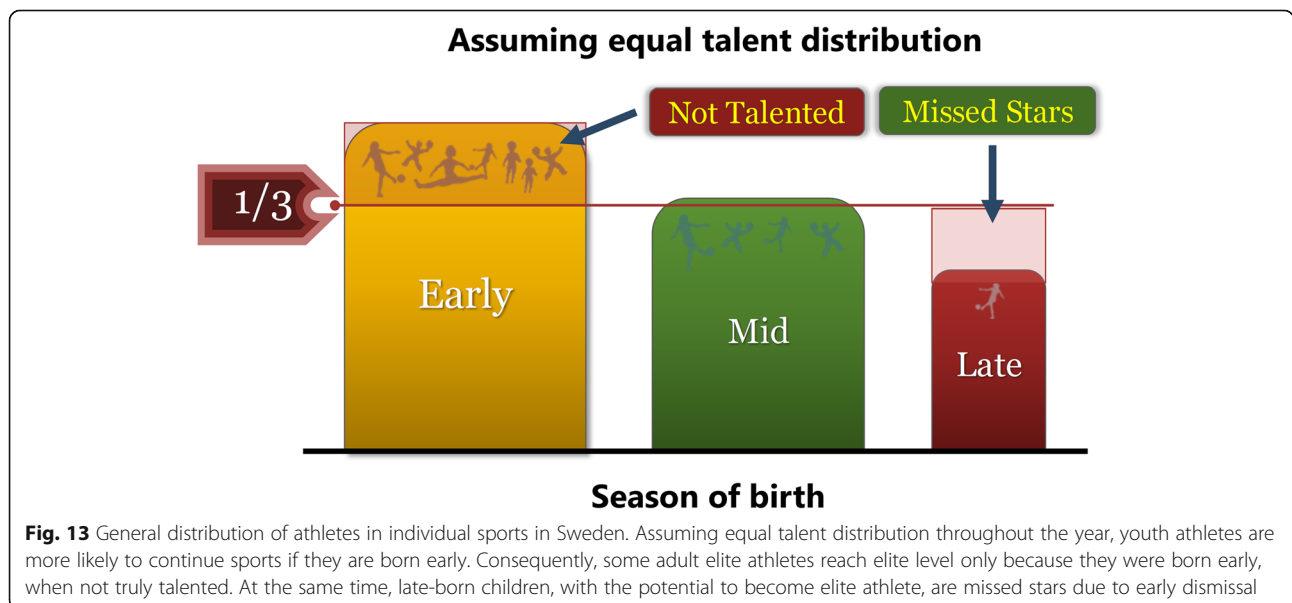 Assuming equal talent distribution
Not Talented
Missed Stars
1/3
Early
Mid
Late
Season of birth
Fig. 13 General distribution of athletes in individual sports in Sweden. Assuming equal talent distribution throughout the year, youth athletes are
more likely to continue sports if they are born early. Consequently, some adult elite athletes reach elite level only because they were born early,
when not truly talented. At the same time, late-born children, with the potential to become elite athlete, are missed stars due to early dismissal